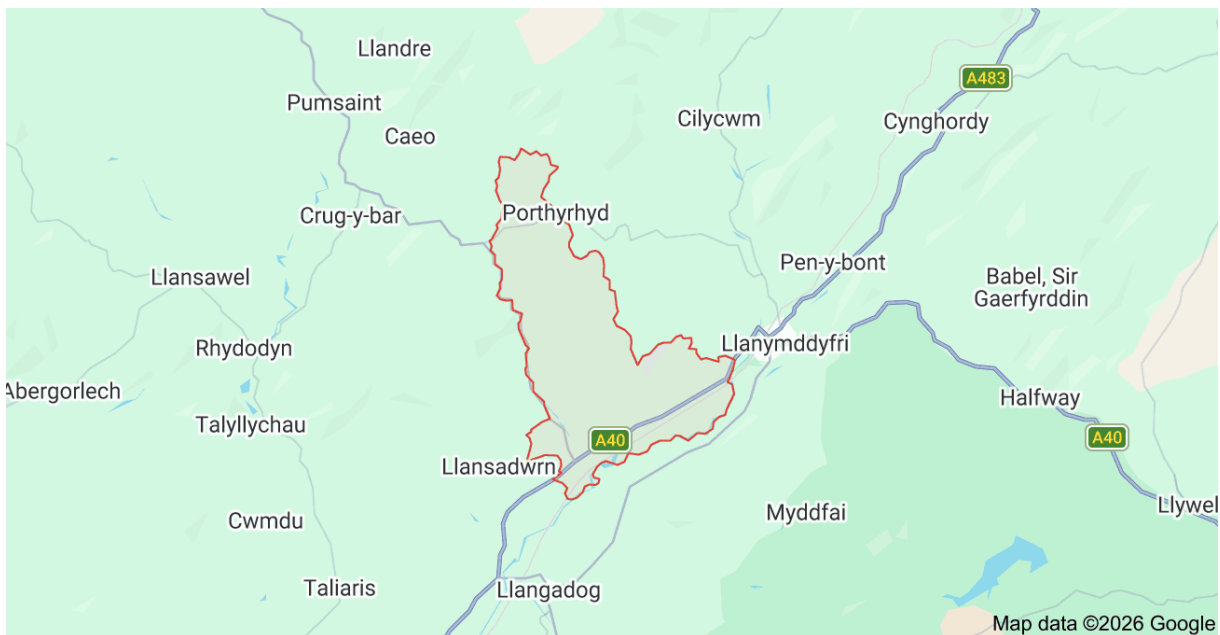 Llandre
A483
Pumsaint
Cilycwm
Cynghordy
Caeo
Porthyrhyd
Crug-y-bar
Pen-y-bont
Llansawel
Babel, Sir
Gaerfyrddin
Llanymddyfri
Rhydodyn
Abergorlech
Halfway
Talyllychau
A40
A40
Llansadwrn
Llywel
Myddfai
Cwmdu
Taliaris
Llangadog
Map data ©2026 Google